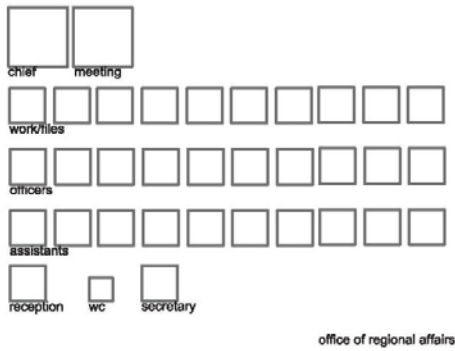 chief meeting
work/files
officers
assistants
reception wc secretary
office of regional affairs